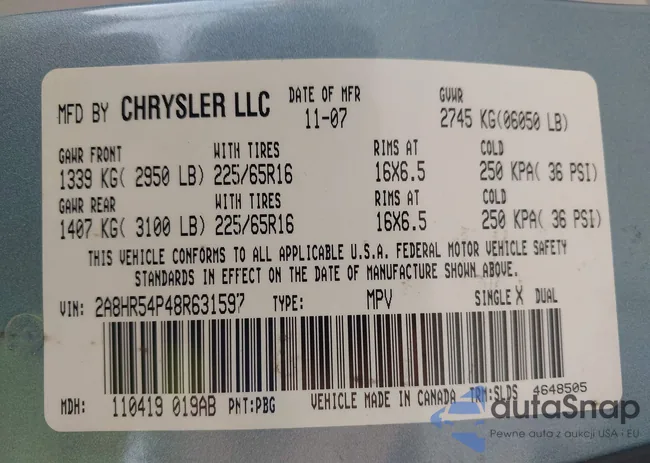 MFD BY CHRYSLER LLC DATE OF MFR GVWR
11-07 2745 KG(06050 LB)
GAWR FRONT WITH TIRES RIMS AT COLD
1339 KG( 2950 LB) 225/65R16 16X6.5 250 KPA( 36 PSI)
GAWR REAR WITH TIRES RIMS AT COLD
1407 KG( 3100 LB) 225/65R16 16X6.5 250 KPA( 36 PSI)
THIS VEHICLE CONFORMS TO ALL APPLICABLE U.S.A. FEDERAL MOTOR VEHICLE SAFETY
STANDARDS IN EFFECT ON THE DATE OF MANUFACTURE SHOWN ABOVE.
VIN: 2A8HR54P48R631597 TYPE: MPV SINGLE X DUAL
MDH: 110419 019AB PNT:PBG VEHICLE MADE IN CANADA TRM:SLDS 4648505
autaSnap
Pewne auta z aukcji USA i EU